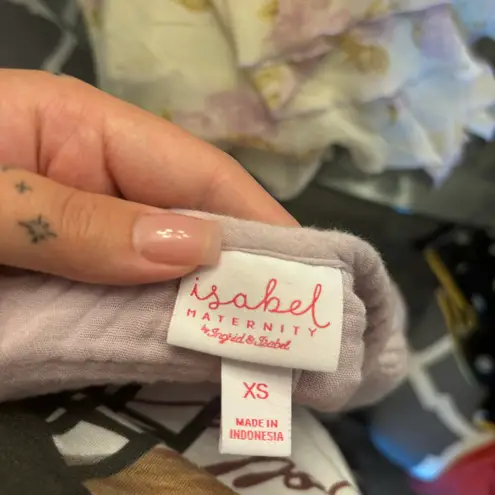 isabel
MATERNITY
by Ingrid & Isabel
XS
MADE IN
INDONESIA